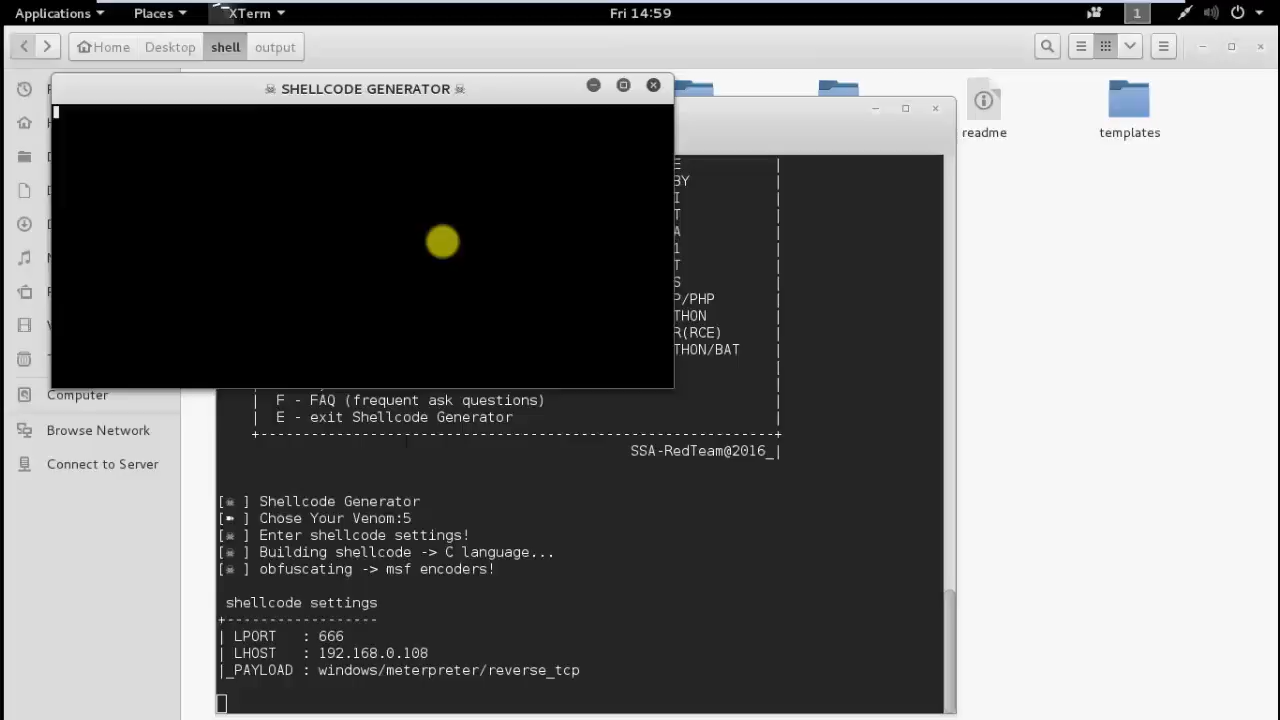 Applications Places XTerm Fri 14:59 1
Home Desktop shell output
☠ SHELLCODE GENERATOR ☠
readme
templates
Computer
Browse Network
Connect to Server
E |
BY |
I |
T |
A |
1 |
T |
S |
P/PHP |
THON |
R(RCE) |
THON/BAT |
| F - FAQ (frequent ask questions) |
| E - exit Shellcode Generator |
+--------------------------------------------------------------+
SSA-RedTeam@2016_|
[☠ ] Shellcode Generator
[ ] Chose Your Venom:5
[☠ ] Enter shellcode settings!
[☠ ] Building shellcode -> C language...
[☠ ] obfuscating -> msf encoders!
shellcode settings
+------------------
| LPORT : 666
| LHOST : 192.168.0.108
|_PAYLOAD : windows/meterpreter/reverse_tcp